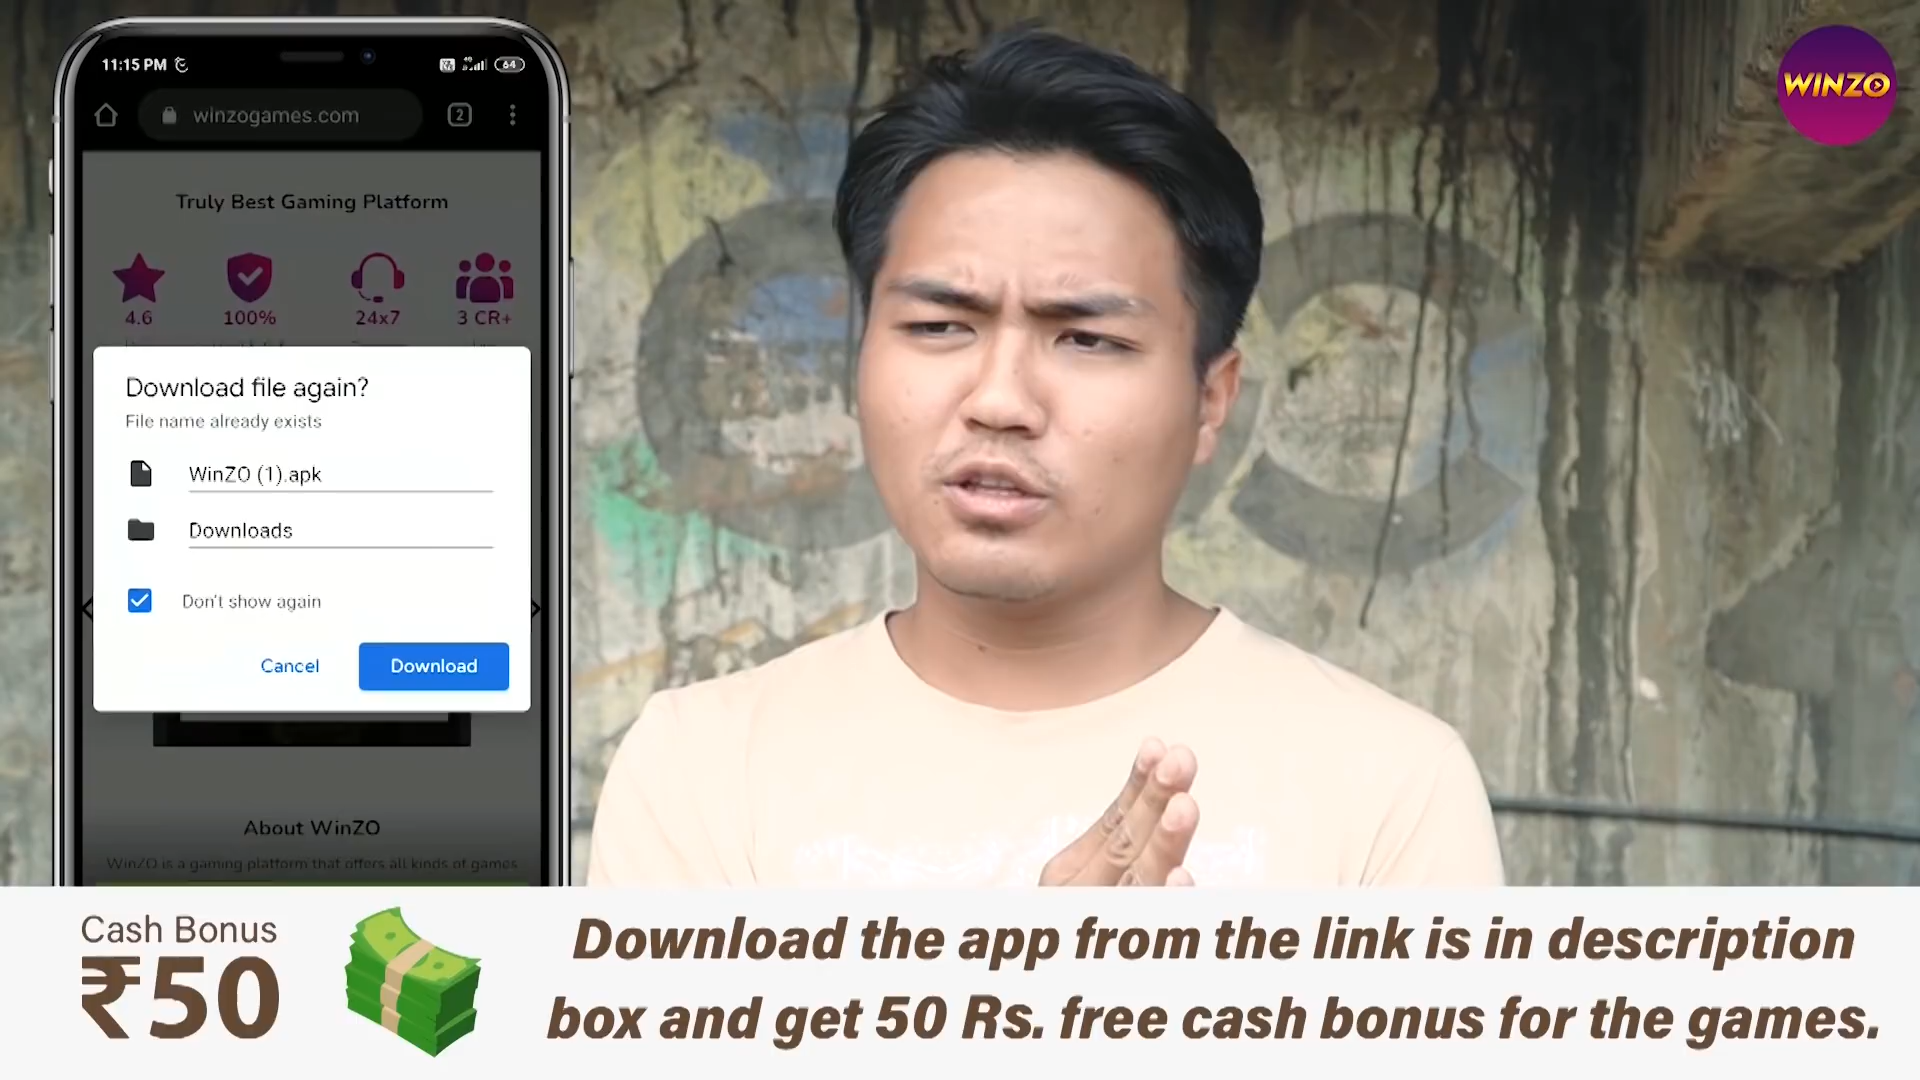 11:15 PM
64
winzogames.com
2
Truly Best Gaming Platform
4.6
100%
24x7
3 CR+
Download file again?
File name already exists
WinZO (1).apk
Downloads
Don't show again
Cancel
Download
About WinZO
WinZO is a gaming platform that offers all kinds of games
WINZO
Cash Bonus
₹50
Download the app from the link is in description
box and get 50 Rs. free cash bonus for the games.